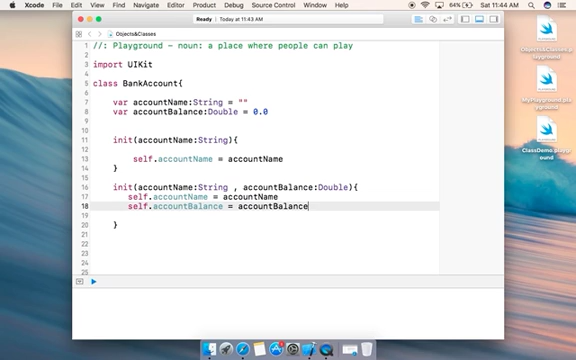 Xcode File Edit View Find Navigate Editor Product Debug Source Control Window 64% Sun 11:44 AM
Ready Today at 11:43 AM
Objects&Classes
1 //: Playground - noun: a place where people can play
2
3 import UIKit
4
5 class BankAccount{
6
7 var accountName:String = ""
8 var accountBalance:Double = 0.0
9
10
11 init(accountName:String){
12
13 self.accountName = accountName
14 }
15
16 init(accountName:String , accountBalance:Double){
17 self.accountName = accountName
18 self.accountBalance = accountBalance
19
20 }
21
22
23
24
25
Objects&Classes.playground
MyPlayground.playground
ClassDemo.playground